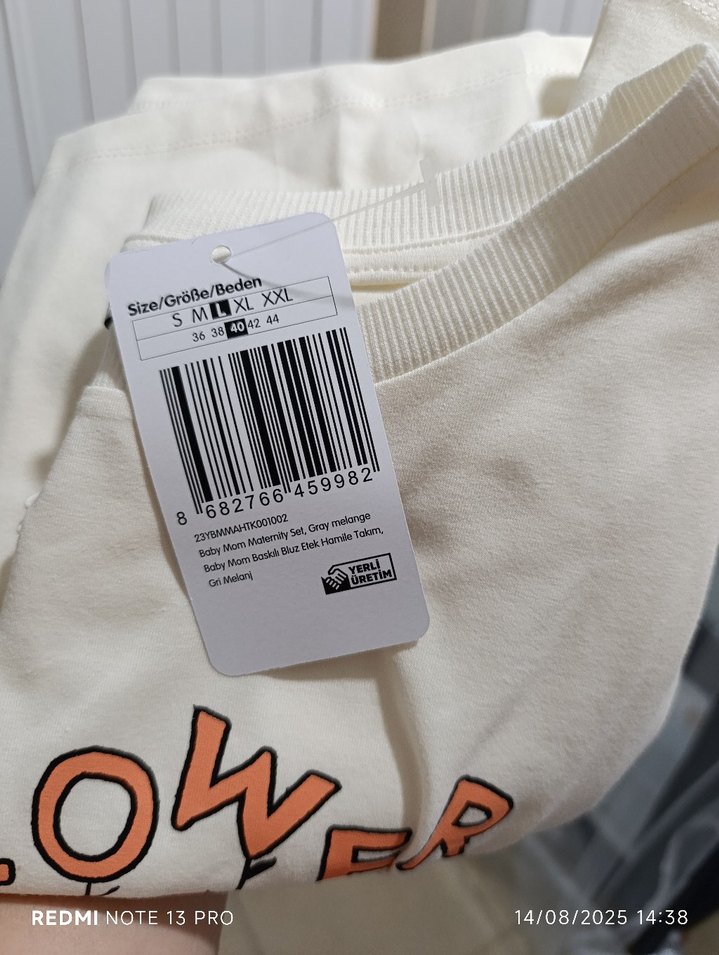 Size/Größe/Beden
S M L XL XXL
36 38 40 42 44
8 682766 459982
23YBMMAHTK001002
Baby Mom Maternity Set, Gray melange
Baby Mom Baskılı Bluz Etek Hamile Takım,
Gri Melanj
YERLİ
ÜRETİM
LOWER
REDMI NOTE 13 PRO
14/08/2025 14:38